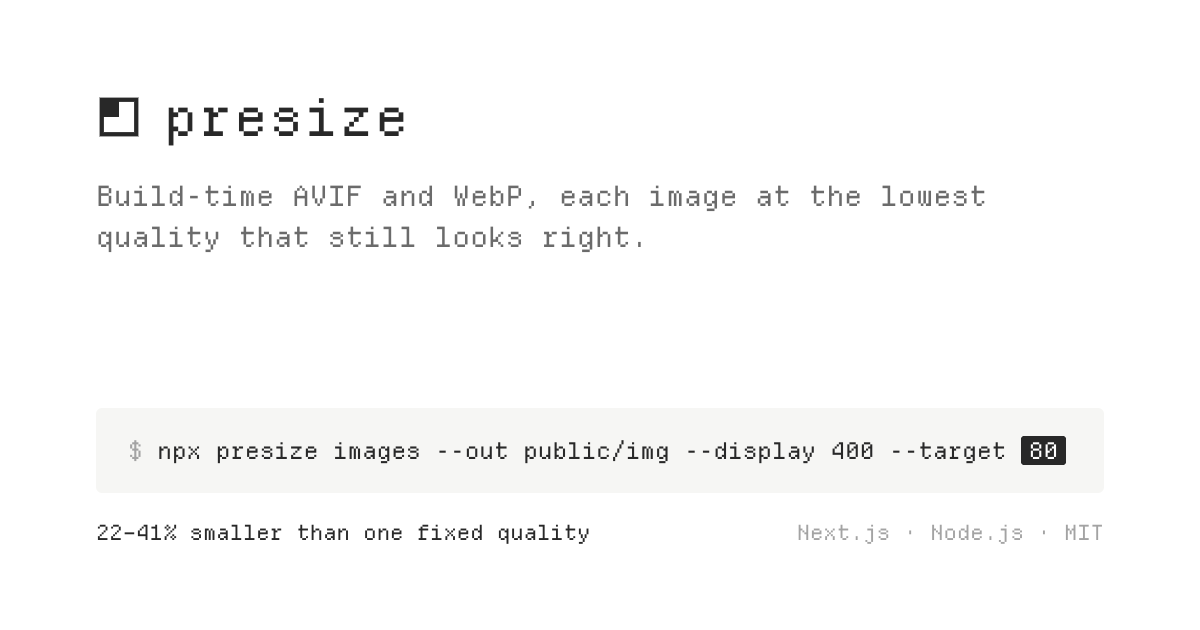 presize
Build-time AVIF and WebP, each image at the lowest
quality that still looks right.
$ npx presize images --out public/img --display 400 --target 80
22–41% smaller than one fixed quality
Next.js · Node.js · MIT